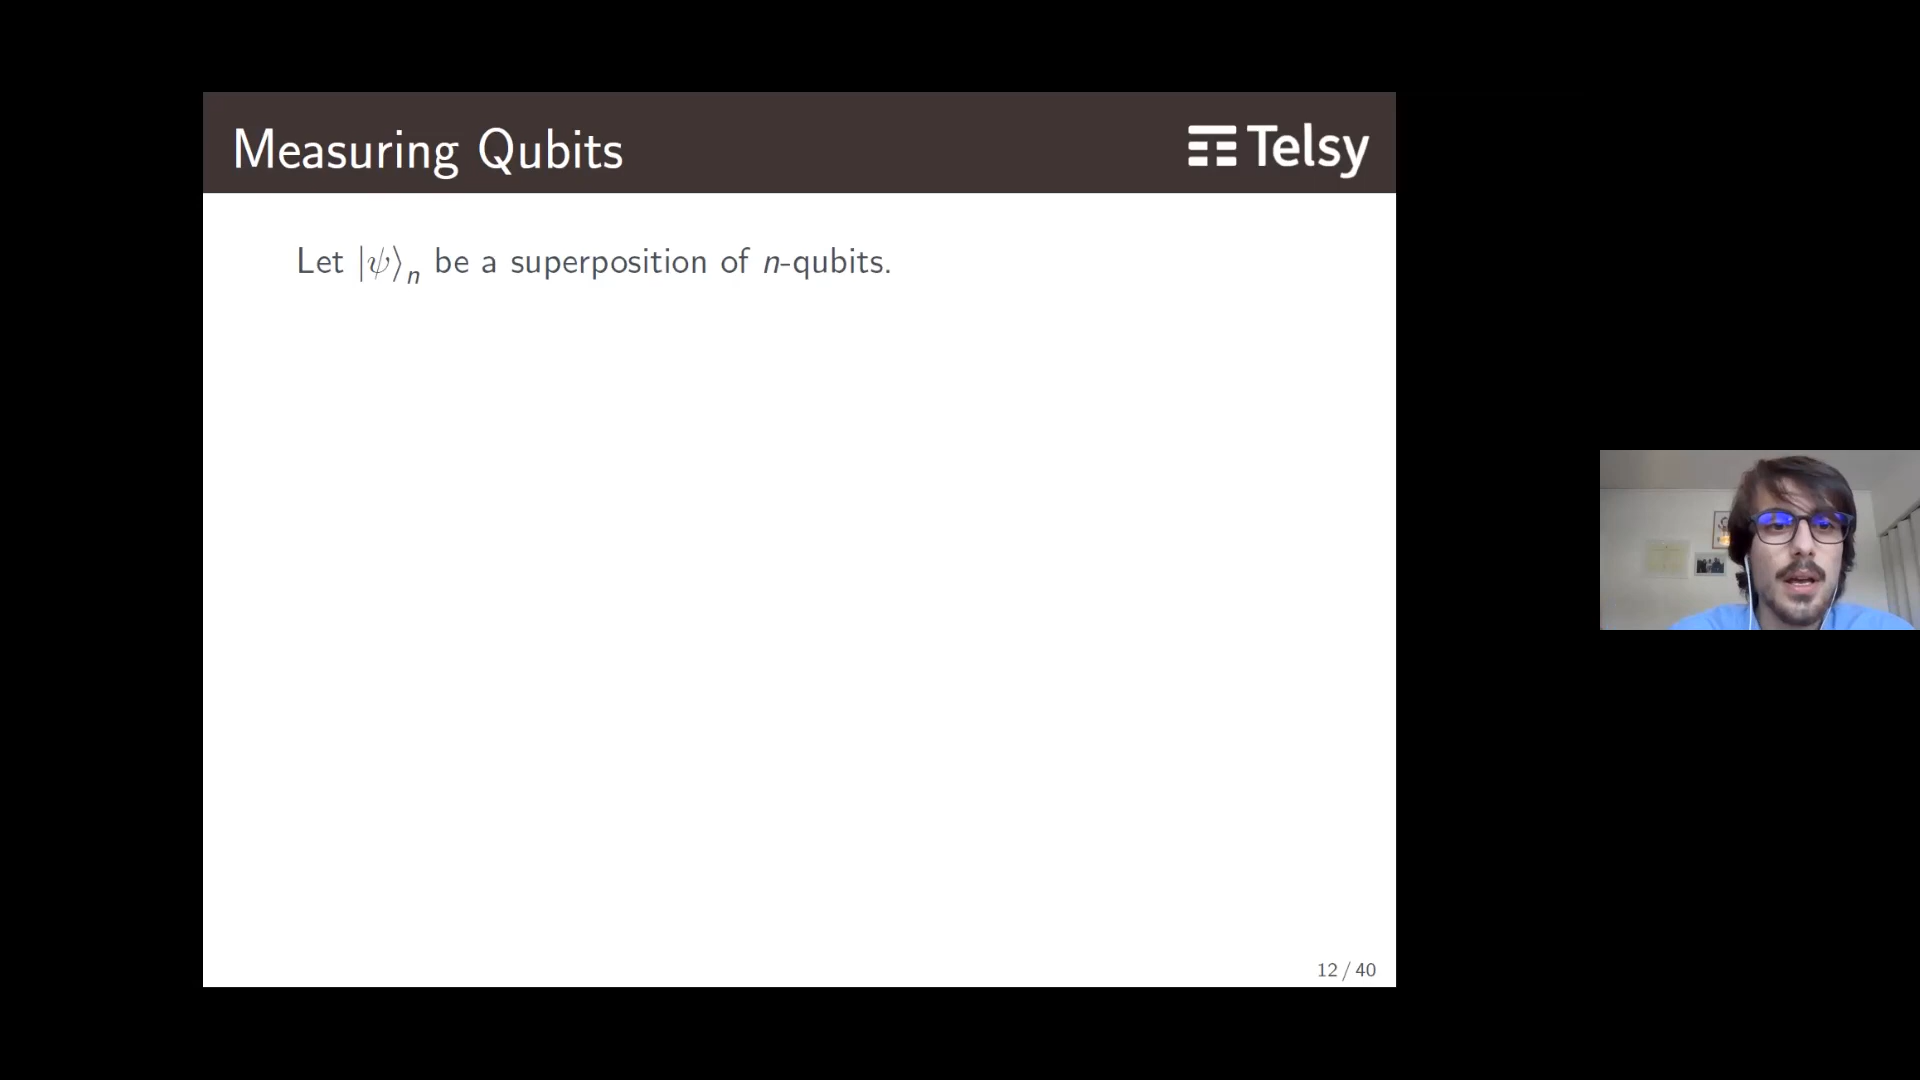 Measuring Qubits
Telsy
Let |ψ⟩ₙ be a superposition of n-qubits.
12 / 40